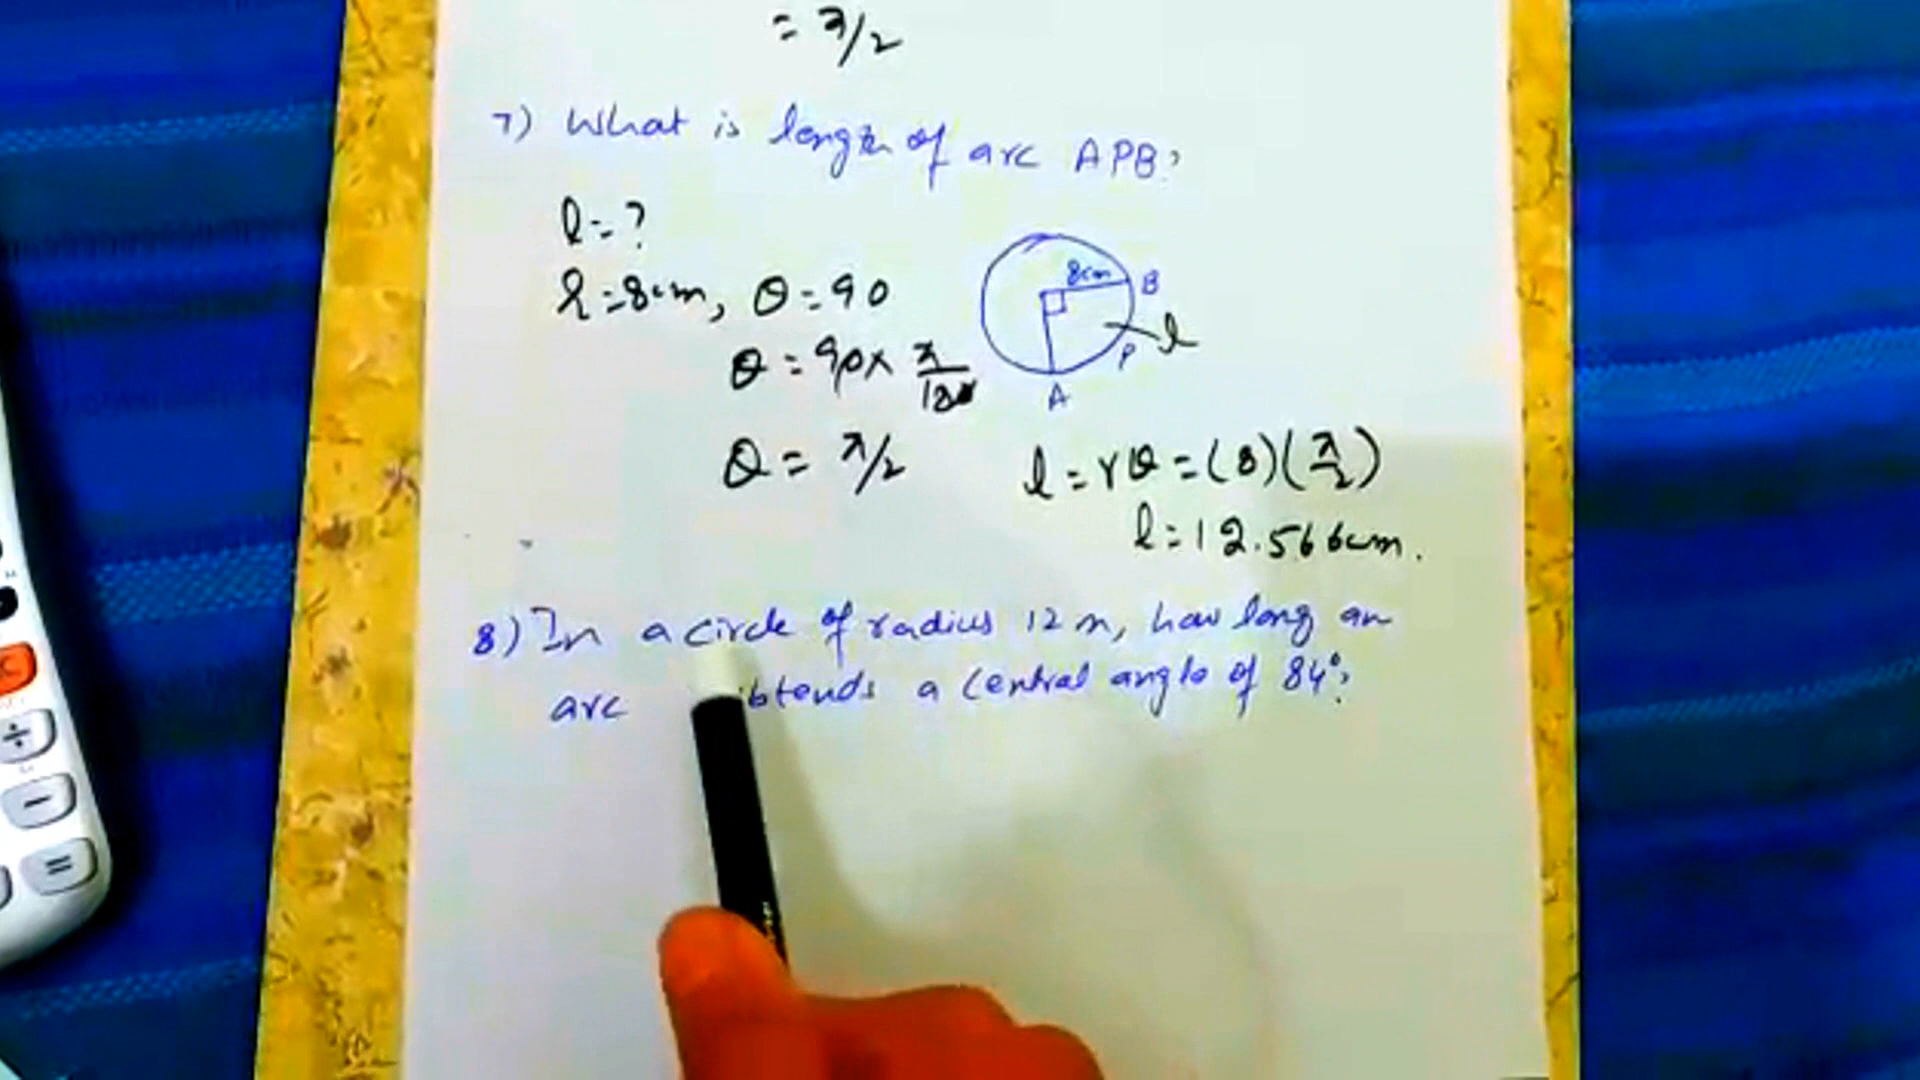 = π/2
7) What is length of arc APB?
l = ?
r = 8cm, θ = 90
8cm
B
l
P
A
θ = 90 × π/180
θ = π/2
l = rθ = (8)(π/2)
l = 12.566cm.
8) In a circle of radius 12 m, how long an
arc a central angle of 84°?
÷
−
=